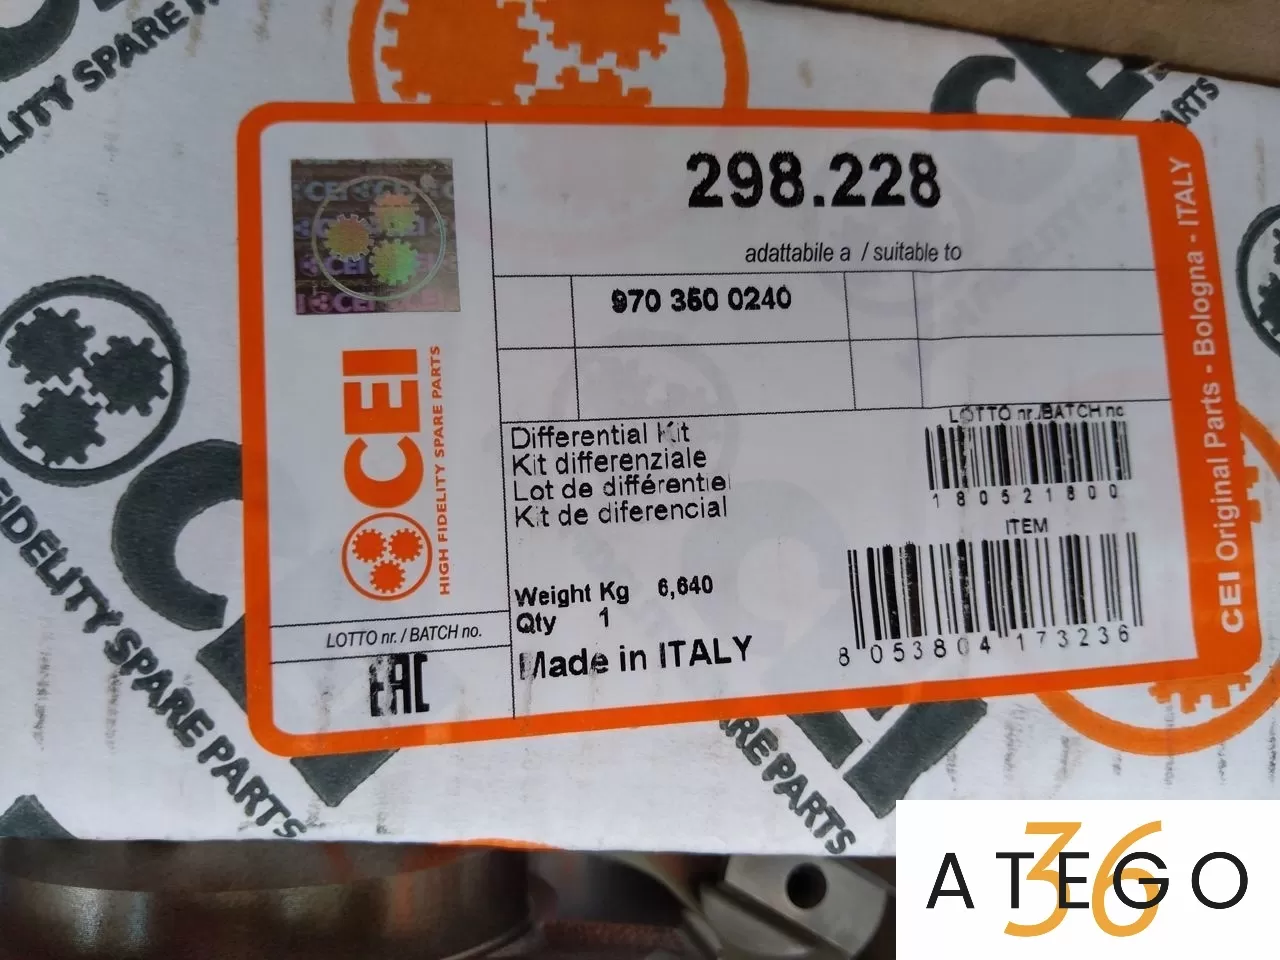 FIDELITY SPARE PARTS
298.228
adattabile a / suitable to
970 350 0240
CEI
HIGH FIDELITY SPARE PARTS
Differential Kit
Kit differenziale
Lot de différentiel
Kit de diferencial
LOTTO nr./BATCH nc
180521800
ITEM
8 053804 173236
Weight Kg 6,640
Qty 1
Made in ITALY
LOTTO nr. / BATCH no.
EAC
CEI Original Parts - Bologna - ITALY
SPARE PARTS
ATEGO
36